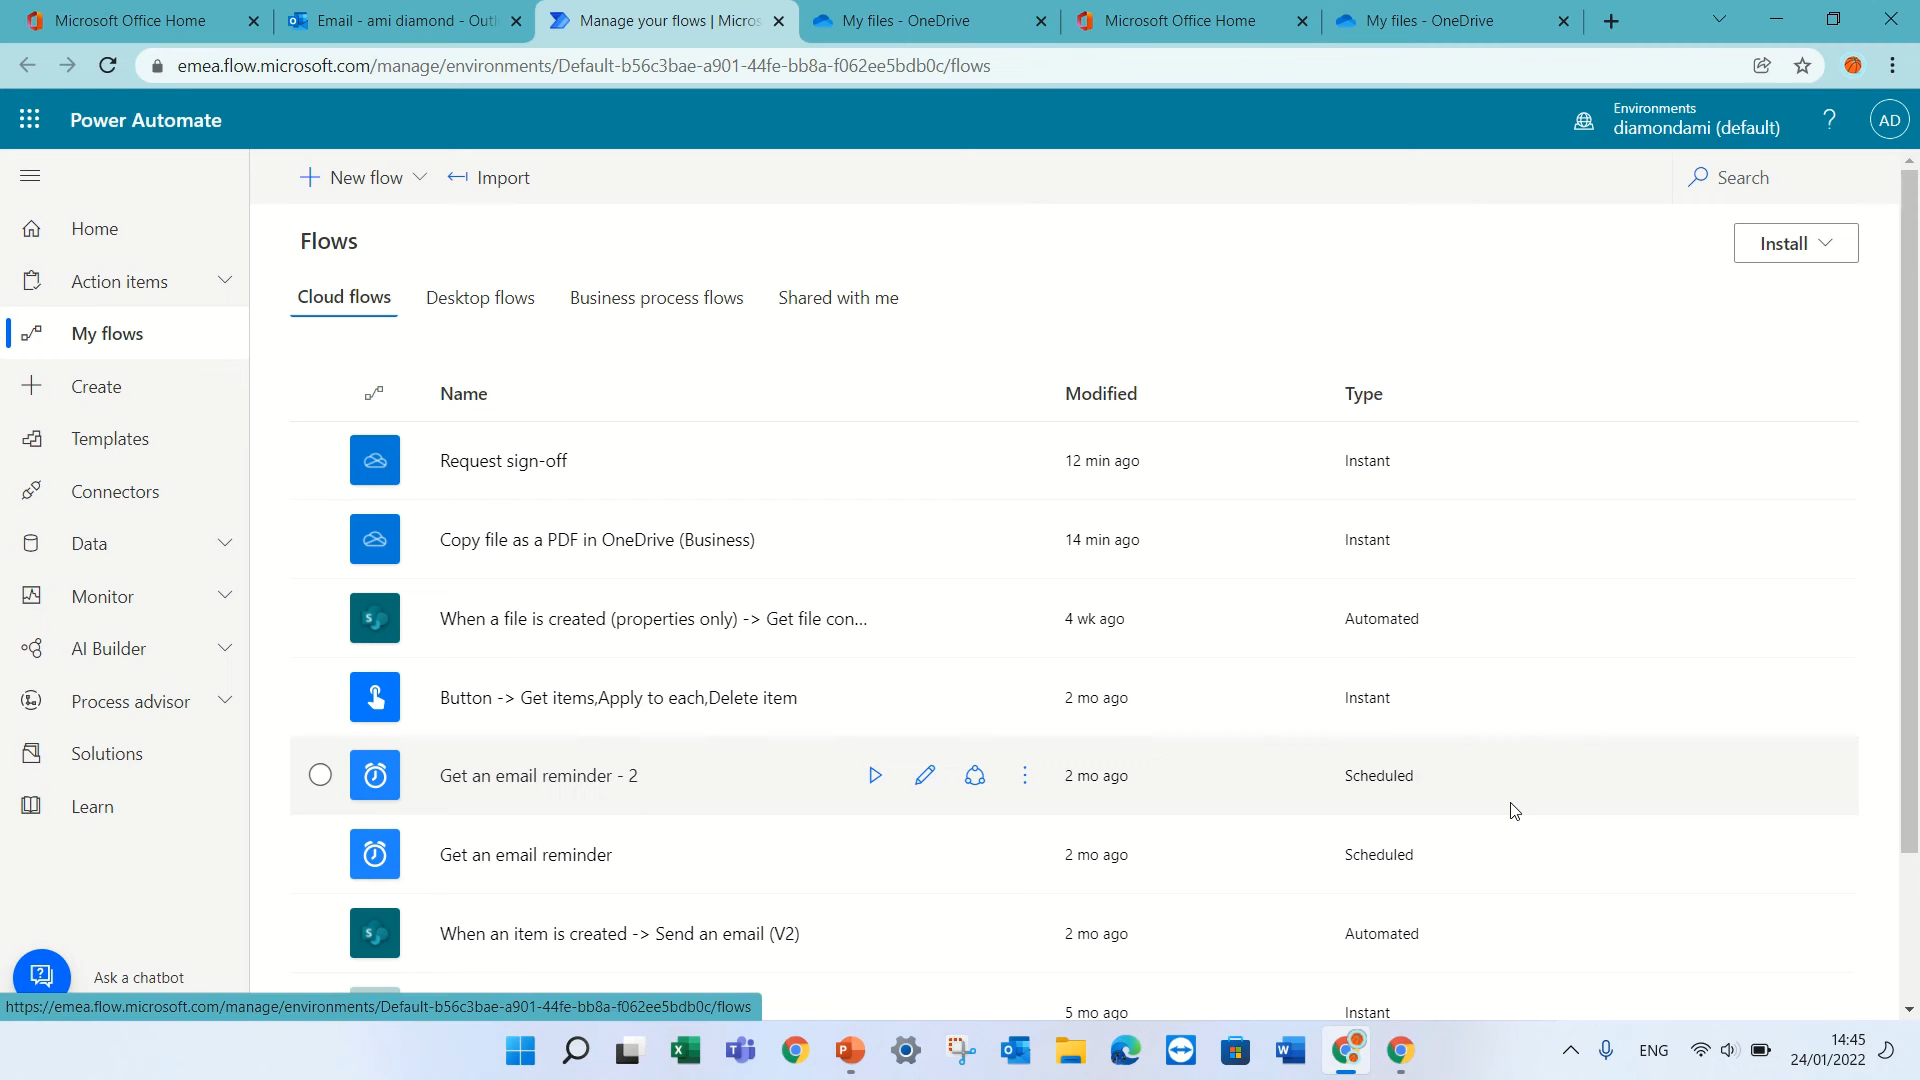 Microsoft Office Home
Email - ami diamond - Outl
Manage your flows | Micros
My files - OneDrive
Microsoft Office Home
My files - OneDrive
emea.flow.microsoft.com/manage/environments/Default-b56c3bae-a901-44fe-bb8a-f062ee5bdb0c/flows
Power Automate
Environments
diamondami (default)
?
AD
New flow
Import
Search
Home
Action items
My flows
Create
Templates
Connectors
Data
Monitor
AI Builder
Process advisor
Solutions
Learn
Ask a chatbot
Flows
Install
Cloud flows
Desktop flows
Business process flows
Shared with me
Name Modified Type
Request sign-off 12 min ago Instant
Copy file as a PDF in OneDrive (Business) 14 min ago Instant
When a file is created (properties only) -> Get file con... 4 wk ago Automated
Button -> Get items,Apply to each,Delete item 2 mo ago Instant
Get an email reminder - 2 2 mo ago Scheduled
Get an email reminder 2 mo ago Scheduled
When an item is created -> Send an email (V2) 2 mo ago Automated
5 mo ago Instant
https://emea.flow.microsoft.com/manage/environments/Default-b56c3bae-a901-44fe-bb8a-f062ee5bdb0c/flows
ENG
14:45
24/01/2022